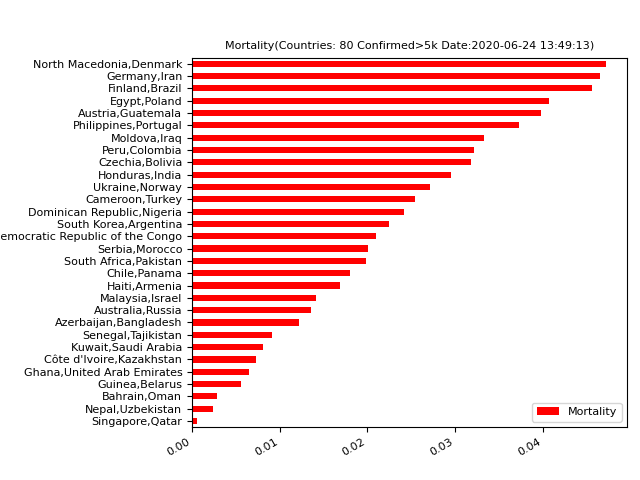 Mortality(Countries: 80 Confirmed>5k Date:2020-06-24 13:49:13)
North Macedonia,Denmark
Germany,Iran
Finland,Brazil
Egypt,Poland
Austria,Guatemala
Philippines,Portugal
Moldova,Iraq
Peru,Colombia
Czechia,Bolivia
Honduras,India
Ukraine,Norway
Cameroon,Turkey
Dominican Republic,Nigeria
South Korea,Argentina
emocratic Republic of the Congo
Serbia,Morocco
South Africa,Pakistan
Chile,Panama
Haiti,Armenia
Malaysia,Israel
Australia,Russia
Azerbaijan,Bangladesh
Senegal,Tajikistan
Kuwait,Saudi Arabia
Côte d'Ivoire,Kazakhstan
Ghana,United Arab Emirates
Guinea,Belarus
Bahrain,Oman
Nepal,Uzbekistan
Singapore,Qatar
Mortality
0.00 0.01 0.02 0.03 0.04